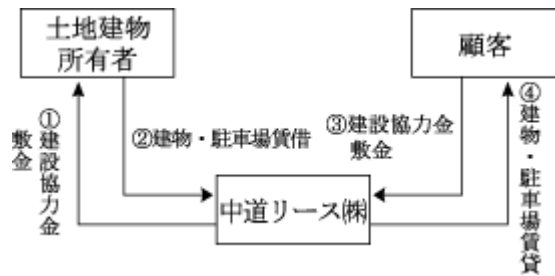 土地建物
所有者
顧客
①建設協力金
敷金
②建物・駐車場賃借
③建設協力金
敷金
④建物・駐車場賃貸
中道リース㈱